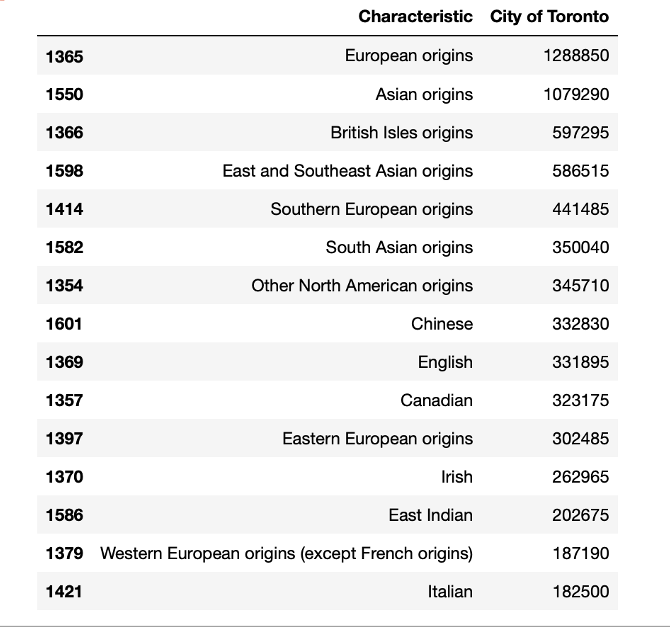 Characteristic City of Toronto
1365 European origins 1288850
1550 Asian origins 1079290
1366 British Isles origins 597295
1598 East and Southeast Asian origins 586515
1414 Southern European origins 441485
1582 South Asian origins 350040
1354 Other North American origins 345710
1601 Chinese 332830
1369 English 331895
1357 Canadian 323175
1397 Eastern European origins 302485
1370 Irish 262965
1586 East Indian 202675
1379 Western European origins (except French origins) 187190
1421 Italian 182500